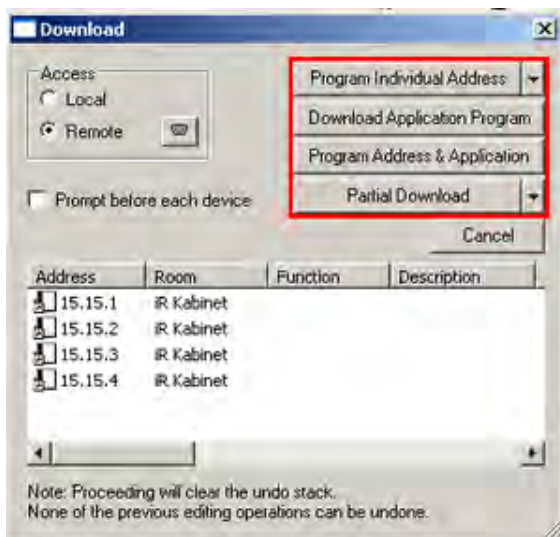 Download
Access
Local
Remote
Prompt before each device
Program Individual Address
Download Application Program
Program Address & Application
Partial Download
Cancel
Address Room Function Description
15.15.1 iR Kabinet
15.15.2 iR Kabinet
15.15.3 iR Kabinet
15.15.4 iR Kabinet
Note: Proceeding will clear the undo stack.
None of the previous editing operations can be undone.